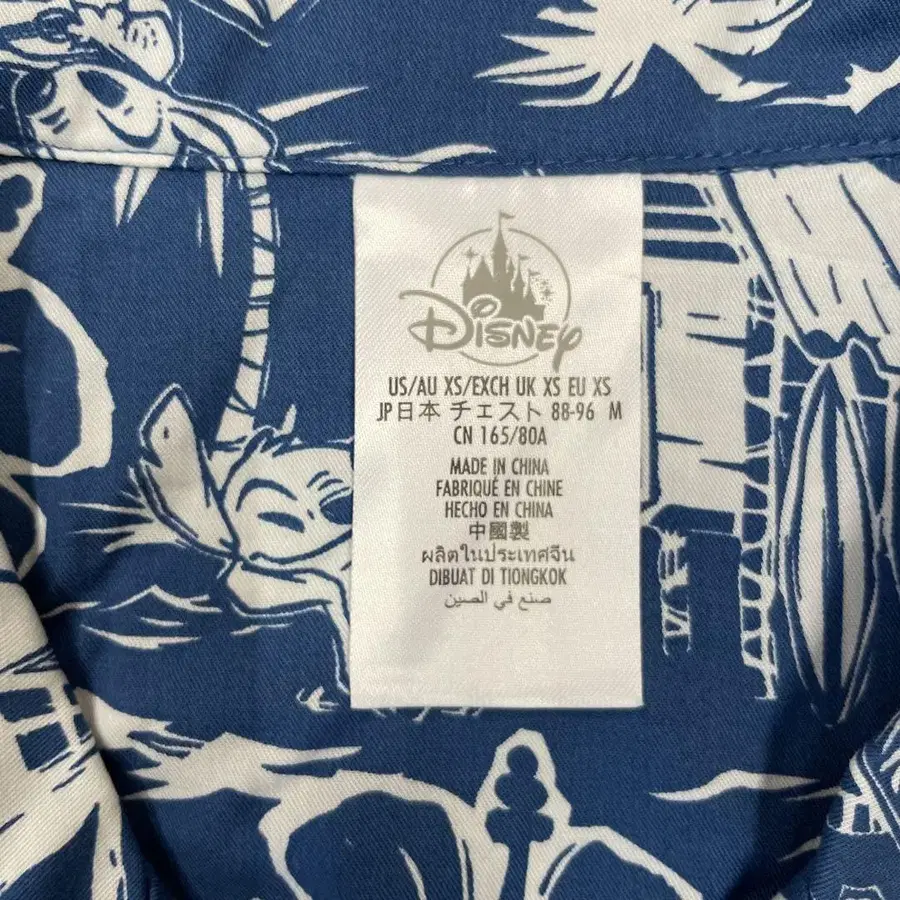 Disney
US/AU XS/EXCH UK XS EU XS
JP日本 チェスト 88-96 M
CN 165/80A
MADE IN CHINA
FABRIQUÉ EN CHINE
HECHO EN CHINA
中國製
ผลิตในประเทศจีน
DIBUAT DI TIONGKOK
صنع في الصين